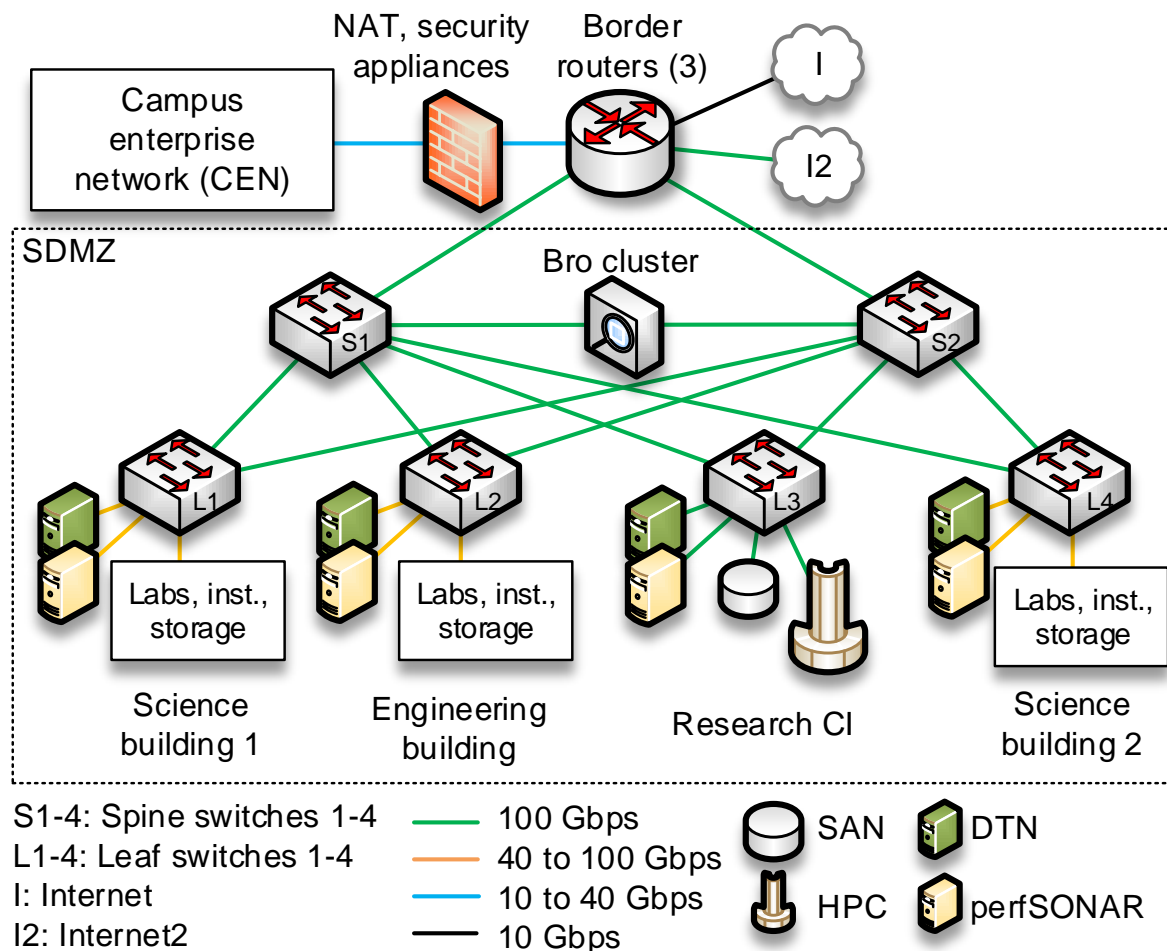 NAT, security
appliances
Border
routers (3)
I
I2
Campus
enterprise
network (CEN)
SDMZ
Bro cluster
S1
S2
L1
L2
L3
L4
Labs, inst.,
storage
Labs, inst.,
storage
Labs, inst.,
storage
Science
building 1
Engineering
building
Research CI
Science
building 2
S1-4: Spine switches 1-4
L1-4: Leaf switches 1-4
I: Internet
I2: Internet2
100 Gbps
40 to 100 Gbps
10 to 40 Gbps
10 Gbps
SAN
HPC
DTN
perfSONAR